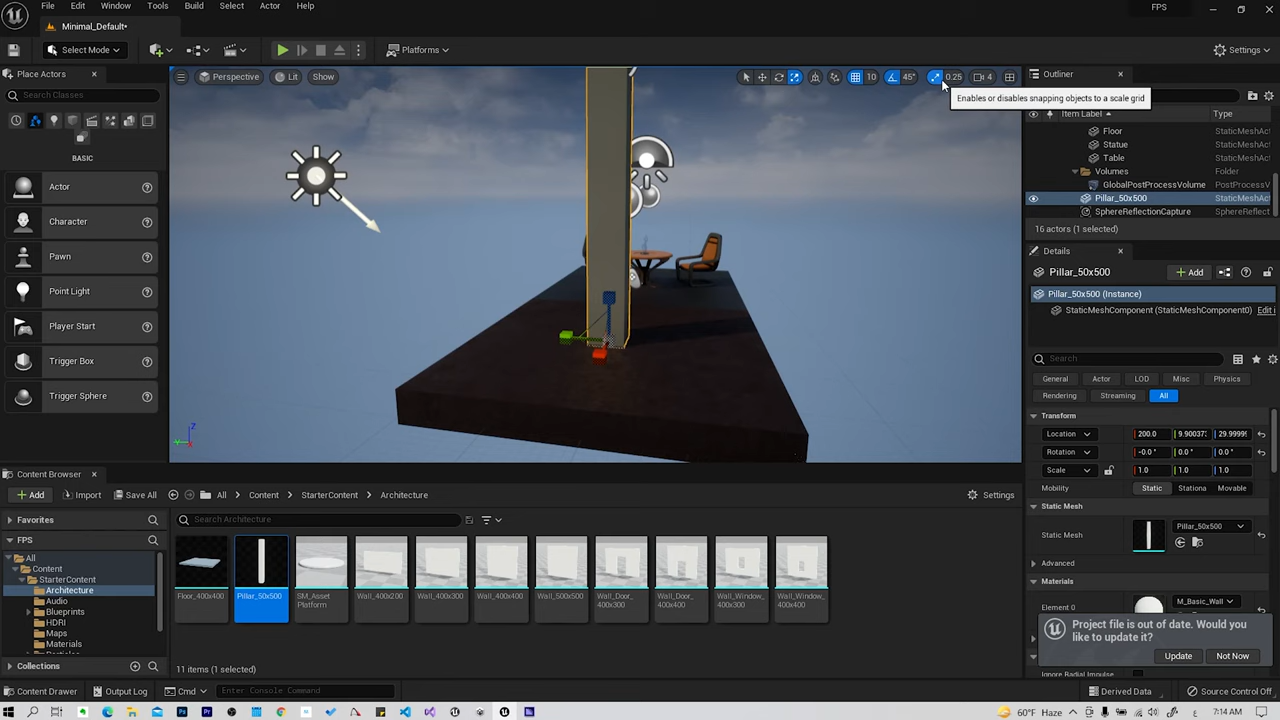 File Edit Window Tools Build Select Actor Help
FPS
Minimal_Default*
Select Mode
Platforms
Settings
Place Actors
Search Classes
BASIC
Actor
Character
Pawn
Point Light
Player Start
Trigger Box
Trigger Sphere
Perspective Lit Show
45° 0.25 4
Enables or disables snapping objects to a scale grid
Outliner
Item Label Type
Floor StaticMeshAc
Statue StaticMeshAc
Table StaticMeshAc
Volumes Folder
GlobalPostProcessVolume PostProcessV
Pillar_50x500 StaticMeshAc
SphereReflectionCapture SphereReflect
16 actors (1 selected)
Details
Pillar_50x500 Add
Pillar_50x500 (Instance)
StaticMeshComponent (StaticMeshComponent0) Edit i
Search
General Actor LOD Misc Physics
Rendering Streaming All
Transform
Location 200.0 9.90037 29.9999
Rotation -0.0° 0.0° 0.0°
Scale 1.0 1.0 1.0
Mobility Static Stationa Movable
Static Mesh
Static Mesh Pillar_50x500
Advanced
Materials
Element 0 M_Basic_Wall
Project file is out of date. Would you
like to update it?
Update Not Now
Ignore Radial Impulse
Content Browser
Add Import Save All All Content StarterContent Architecture Settings
Favorites
Search Architecture
FPS
All
Content
StarterContent
Architecture
Audio
Blueprints
HDRI
Maps
Materials
Collections
Floor_400x400
Pillar_50x500
SM_Asset
Platform
Wall_400x200
Wall_400x300
Wall_400x400
Wall_500x500
Wall_Door_
400x300
Wall_Door_
400x400
Wall_Window_
400x300
Wall_Window_
400x400
11 items (1 selected)
Content Drawer Output Log Cmd Enter Console Command Derived Data Source Control Off
60°F Haze 7:14 AM